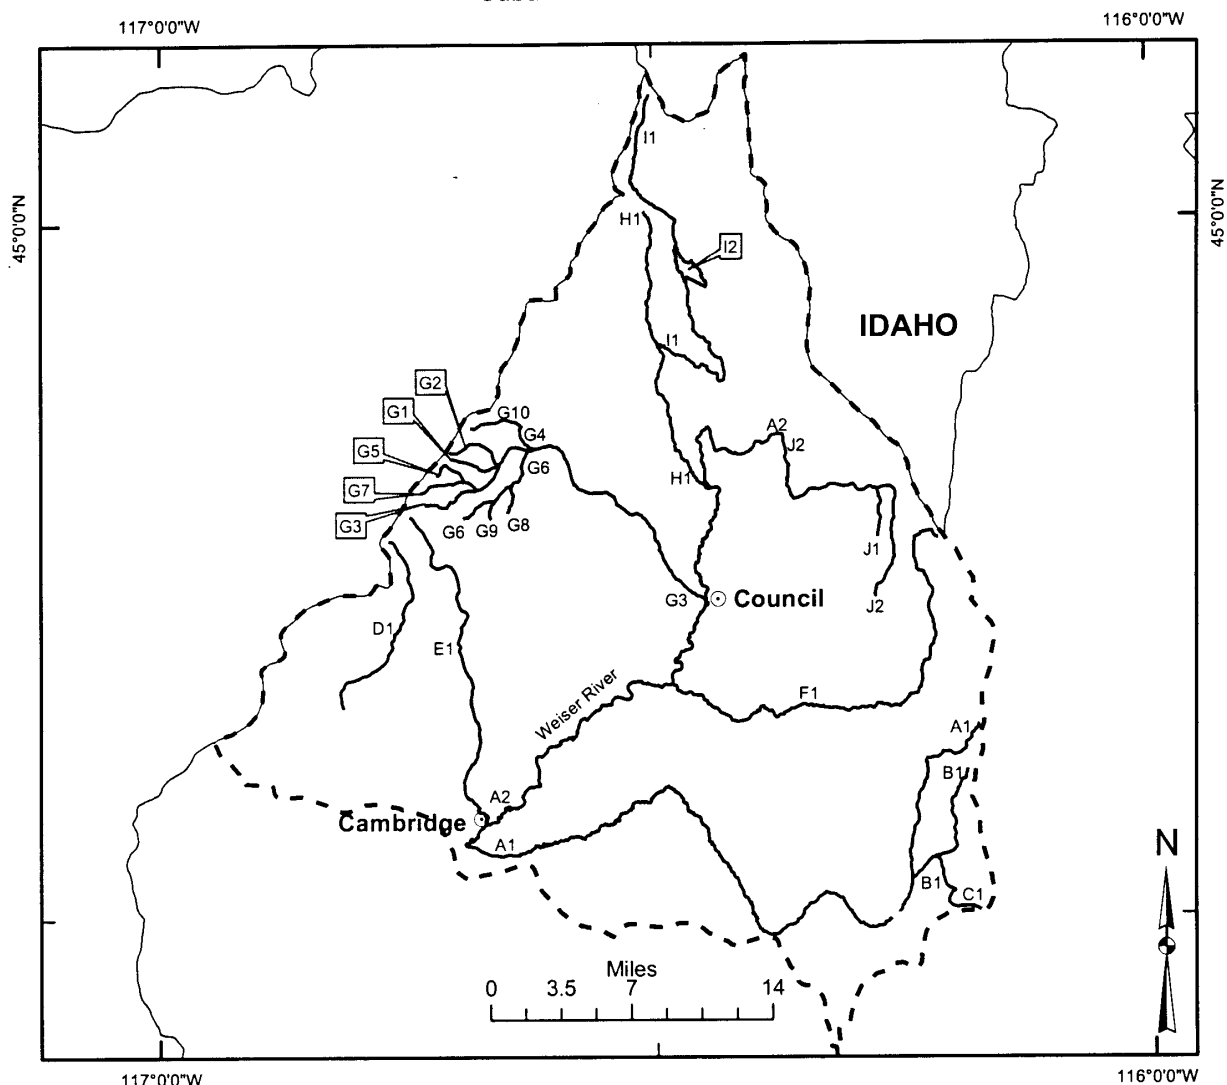 117°0'0"W
116°0'0"W
45°0'0"N
45°0'0"N
I1
H1
I2
IDAHO
I1
G2
G1
G10
G4
A2
J2
G5
G6
H1
G7
G3
G6
G9
G8
J1
G3
Council
J2
D1
E1
Weiser River
F1
A1
B1
A2
Cambridge
A1
N
B1
C1
Miles
0 3.5 7 14
117°0'0"W
116°0'0"W